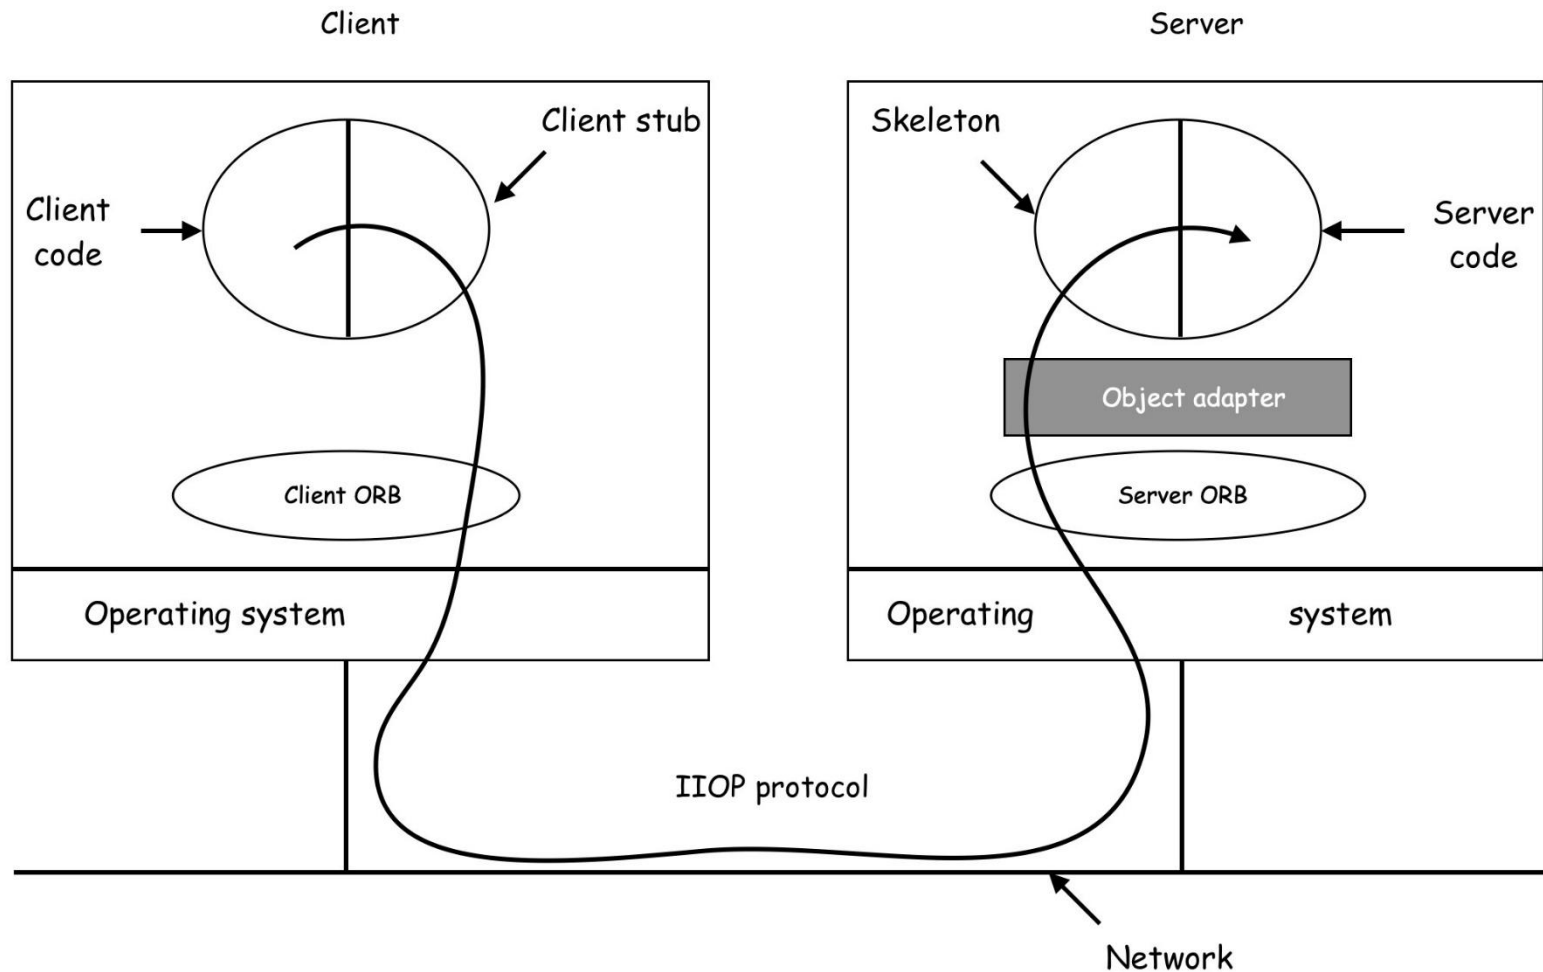 Client
Server
Client stub
Skeleton
Client
code
Server
code
Object adapter
Client ORB
Server ORB
Operating system
Operating system
IIOP protocol
Network